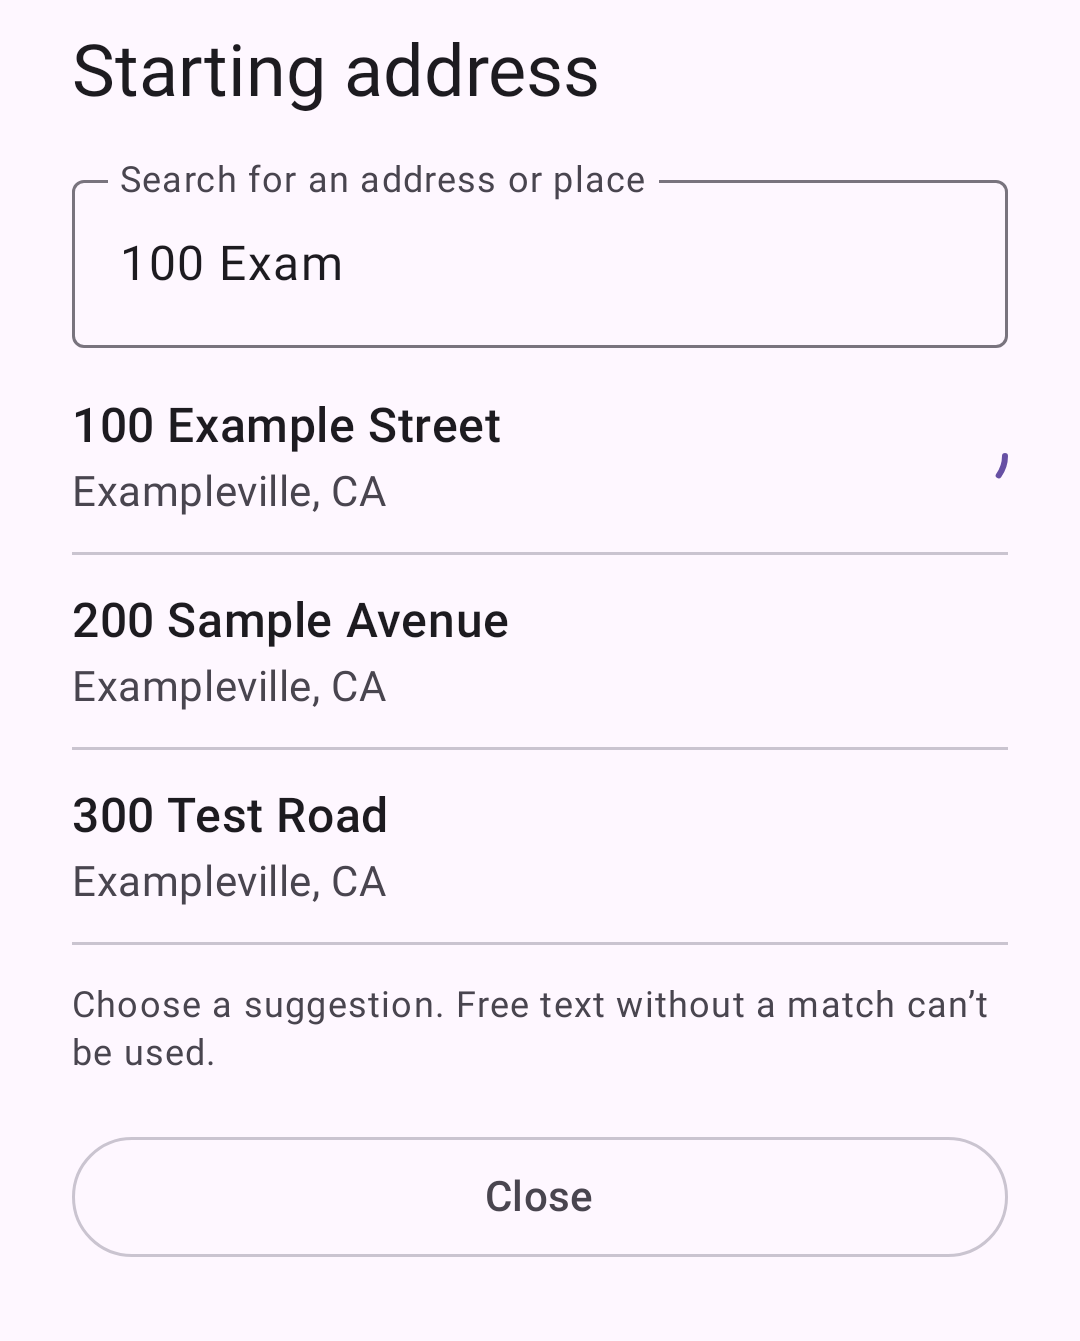 Starting address
Search for an address or place
100 Exam
100 Example Street
Exampleville, CA
200 Sample Avenue
Exampleville, CA
300 Test Road
Exampleville, CA
Choose a suggestion. Free text without a match can’t
be used.
Close